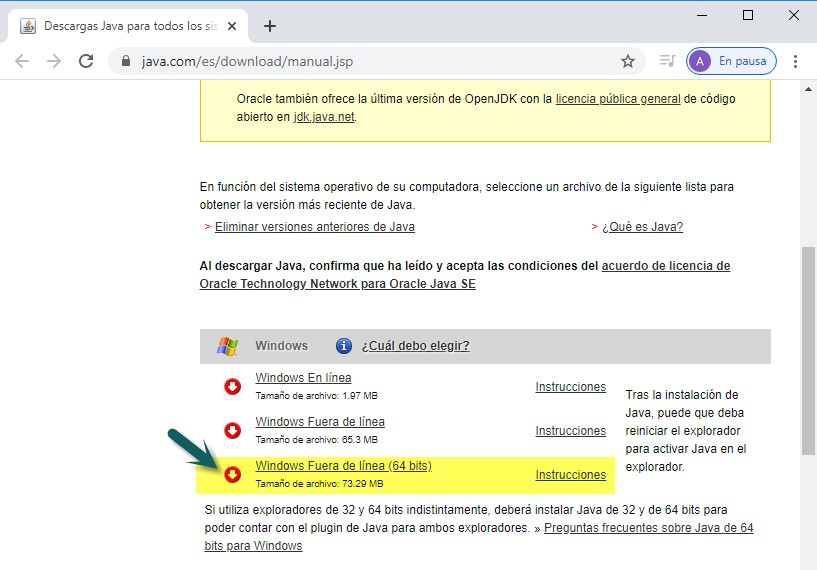 Descargas Java para todos los sis
java.com/es/download/manual.jsp
A
En pausa
Oracle también ofrece la última versión de OpenJDK con la licencia pública general de código
abierto en jdk.java.net.
En función del sistema operativo de su computadora, seleccione un archivo de la siguiente lista para
obtener la versión más reciente de Java.
> Eliminar versiones anteriores de Java
> ¿Qué es Java?
Al descargar Java, confirma que ha leído y acepta las condiciones del acuerdo de licencia de
Oracle Technology Network para Oracle Java SE
Windows
¿Cuál debo elegir?
Windows En línea
Tamaño de archivo: 1.97 MB
Instrucciones
Windows Fuera de línea
Tamaño de archivo: 65.3 MB
Instrucciones
Windows Fuera de línea (64 bits)
Tamaño de archivo: 73.29 MB
Instrucciones
Tras la instalación de
Java, puede que deba
reiniciar el explorador
para activar Java en el
explorador.
Si utiliza exploradores de 32 y 64 bits indistintamente, deberá instalar Java de 32 y de 64 bits para
poder contar con el plugin de Java para ambos exploradores. » Preguntas frecuentes sobre Java de 64
bits para Windows